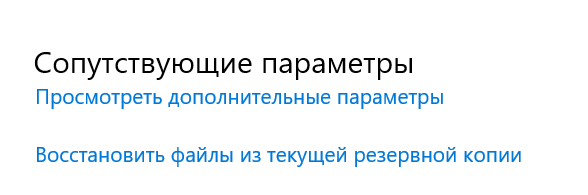 Сопутствующие параметры
Просмотреть дополнительные параметры
Восстановить файлы из текущей резервной копии